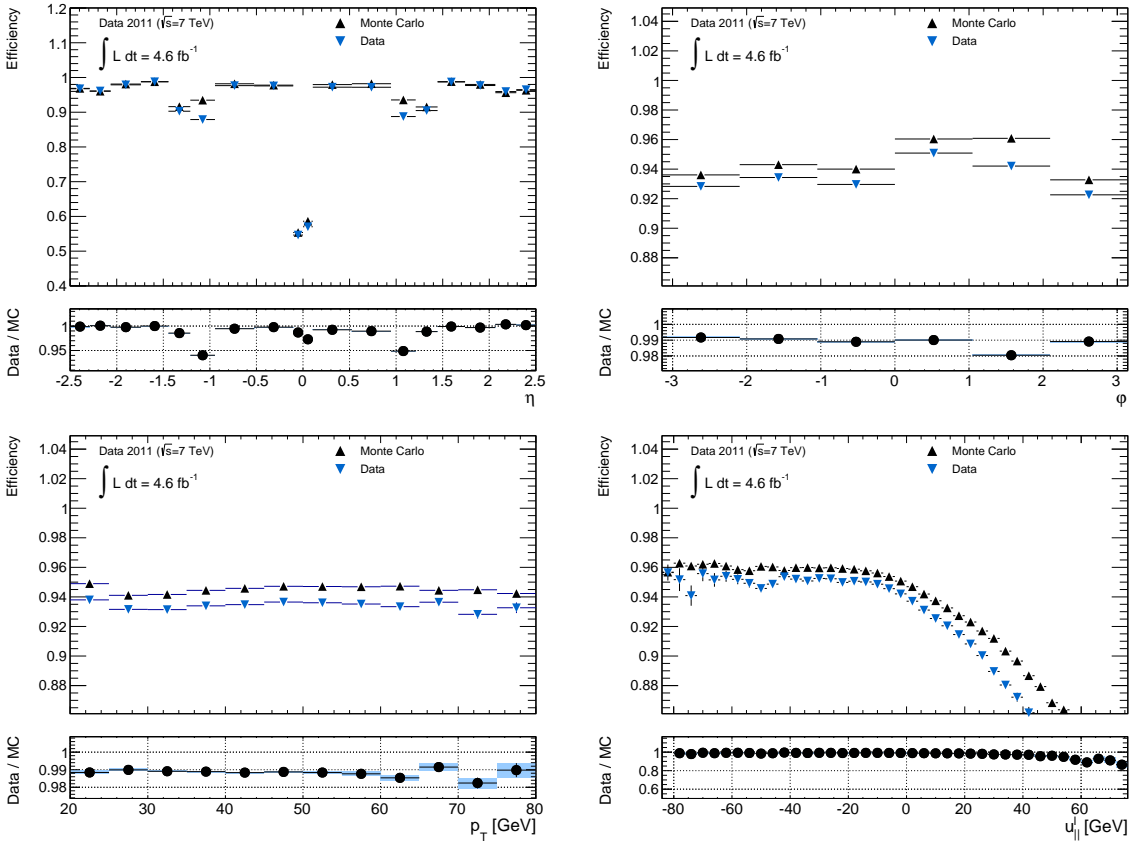 Efficiency
Data 2011 (√s=7 TeV)
∫ L dt = 4.6 fb⁻¹
Monte Carlo
Data
1.2
1.1
1
0.9
0.8
0.7
0.6
0.5
0.4
Data / MC
1
0.95
-2.5 -2 -1.5 -1 -0.5 0 0.5 1 1.5 2 2.5
η
Efficiency
Data 2011 (√s=7 TeV)
∫ L dt = 4.6 fb⁻¹
Monte Carlo
Data
1.04
1.02
1
0.98
0.96
0.94
0.92
0.9
0.88
Data / MC
1
0.99
0.98
-3 -2 -1 0 1 2 3
φ
Efficiency
Data 2011 (√s=7 TeV)
∫ L dt = 4.6 fb⁻¹
Monte Carlo
Data
1.04
1.02
1
0.98
0.96
0.94
0.92
0.9
0.88
Data / MC
1
0.99
0.98
20 30 40 50 60 70 80
p_T [GeV]
Efficiency
Data 2011 (√s=7 TeV)
∫ L dt = 4.6 fb⁻¹
Monte Carlo
Data
1.04
1.02
1
0.98
0.96
0.94
0.92
0.9
0.88
Data / MC
1
0.8
0.6
-80 -60 -40 -20 0 20 40 60
u_||^l [GeV]